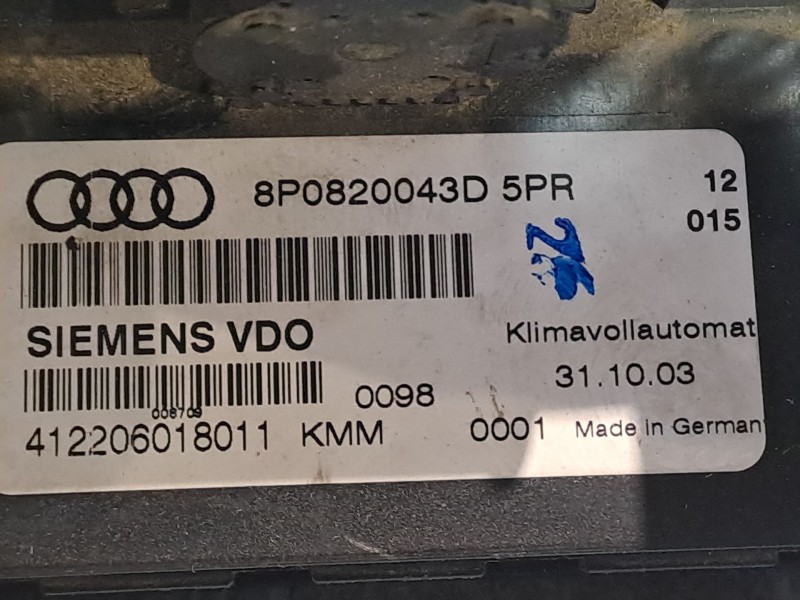 8P0820043D 5PR 12
015
SIEMENS VDO
Klimavollautomat
31.10.03
0098
008709
412206018011 KMM 0001 Made in German